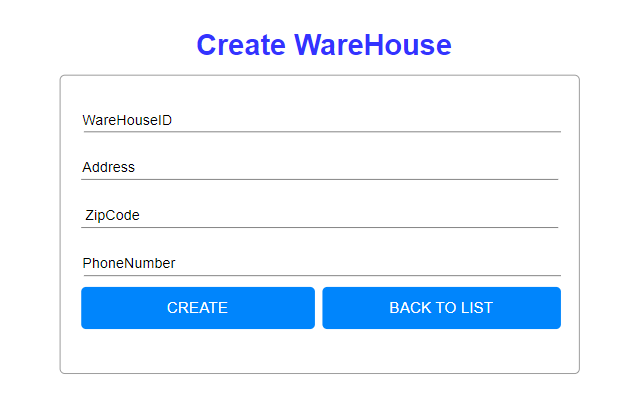 Create WareHouse
WareHouseID
Address
ZipCode
PhoneNumber
CREATE
BACK TO LIST